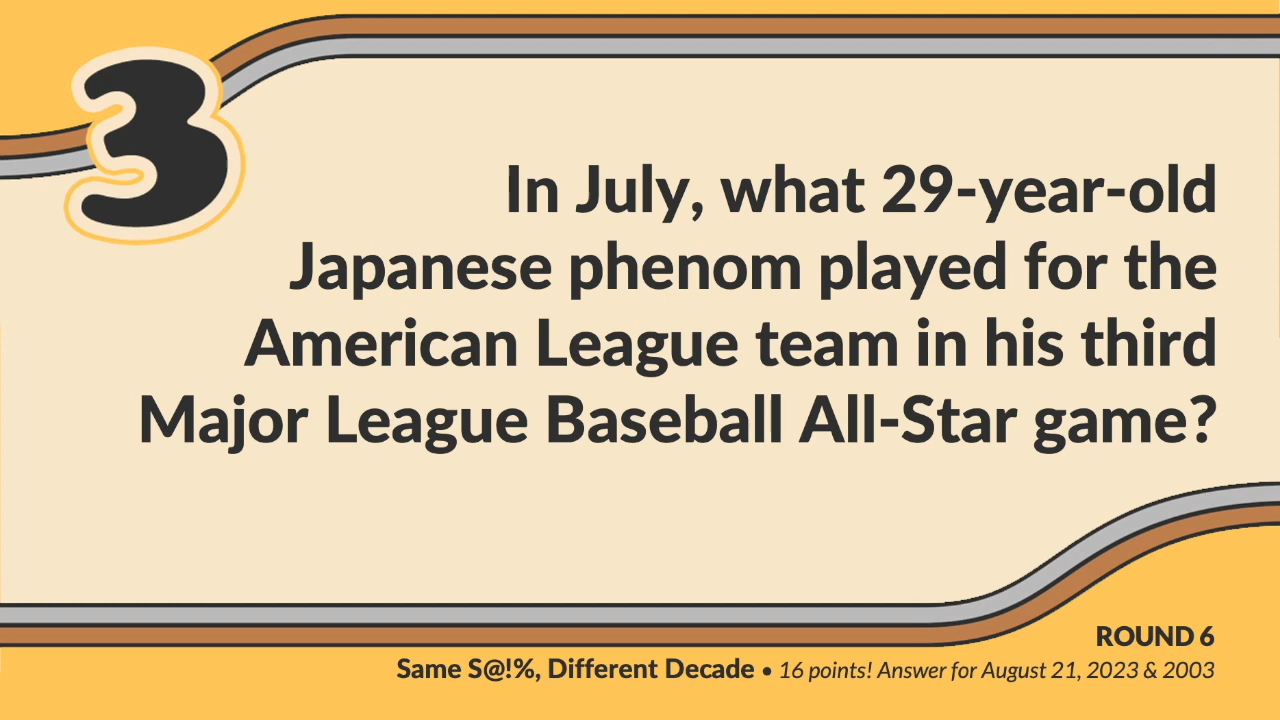 3
In July, what 29-year-old
Japanese phenom played for the
American League team in his third
Major League Baseball All-Star game?
ROUND 6
Same S@!%, Different Decade • 16 points! Answer for August 21, 2023 & 2003